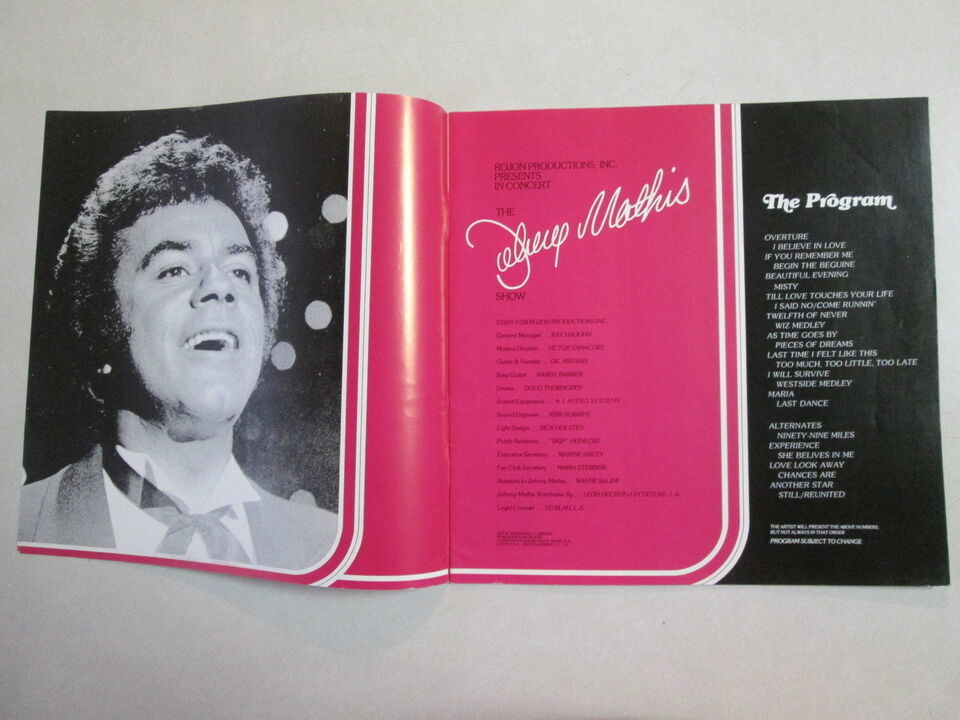 ROJON PRODUCTIONS, INC.
PRESENTS
IN CONCERT
THE
Johnny Mathis
SHOW
STAFF FOR ROJON PRODUCTIONS, INC.
General Manager . . . RAY HAUGHN
Musical Director . . . VICTOR VANACORE
Guitar & Vocalist . . . GIL RIEGERS
Bass Guitar . . . RANDY BARBER
Drums . . . DOUG THORNGREN
Sound Equipment . . . A-1 AUDIO SYSTEMS
Sound Engineer . . . KIRK ROBBINS
Light Design . . . RICK HOLSTEN
Public Relations . . . "SKIP" HEINECKE
Executive Secretary . . . MAXINE SIBLEY
Fan Club Secretary . . . MARIA STEBBINS
Assistant to Johnny Mathis . . . WAYNE SALINE
Johnny Mathis Wardrobe By . . . LEON DECKER of SY DEVORE, L.A.
Legal Counsel . . . ED BLAU, L.A.
The Program
OVERTURE
I BELIEVE IN LOVE
IF YOU REMEMBER ME
BEGIN THE BEGUINE
BEAUTIFUL EVENING
MISTY
TILL LOVE TOUCHES YOUR LIFE
I SAID NO/COME RUNNIN'
TWELFTH OF NEVER
WIZ MEDLEY
AS TIME GOES BY
PIECES OF DREAMS
LAST TIME I FELT LIKE THIS
TOO MUCH, TOO LITTLE, TOO LATE
I WILL SURVIVE
WESTSIDE MEDLEY
MARIA
LAST DANCE
ALTERNATES
NINETY-NINE MILES
EXPERIENCE
SHE BELIVES IN ME
LOVE LOOK AWAY
CHANCES ARE
ANOTHER STAR
STILL/REUNITED
THE ARTIST WILL PRESENT THE ABOVE NUMBERS,
BUT NOT ALWAYS IN THAT ORDER
PROGRAM SUBJECT TO CHANGE